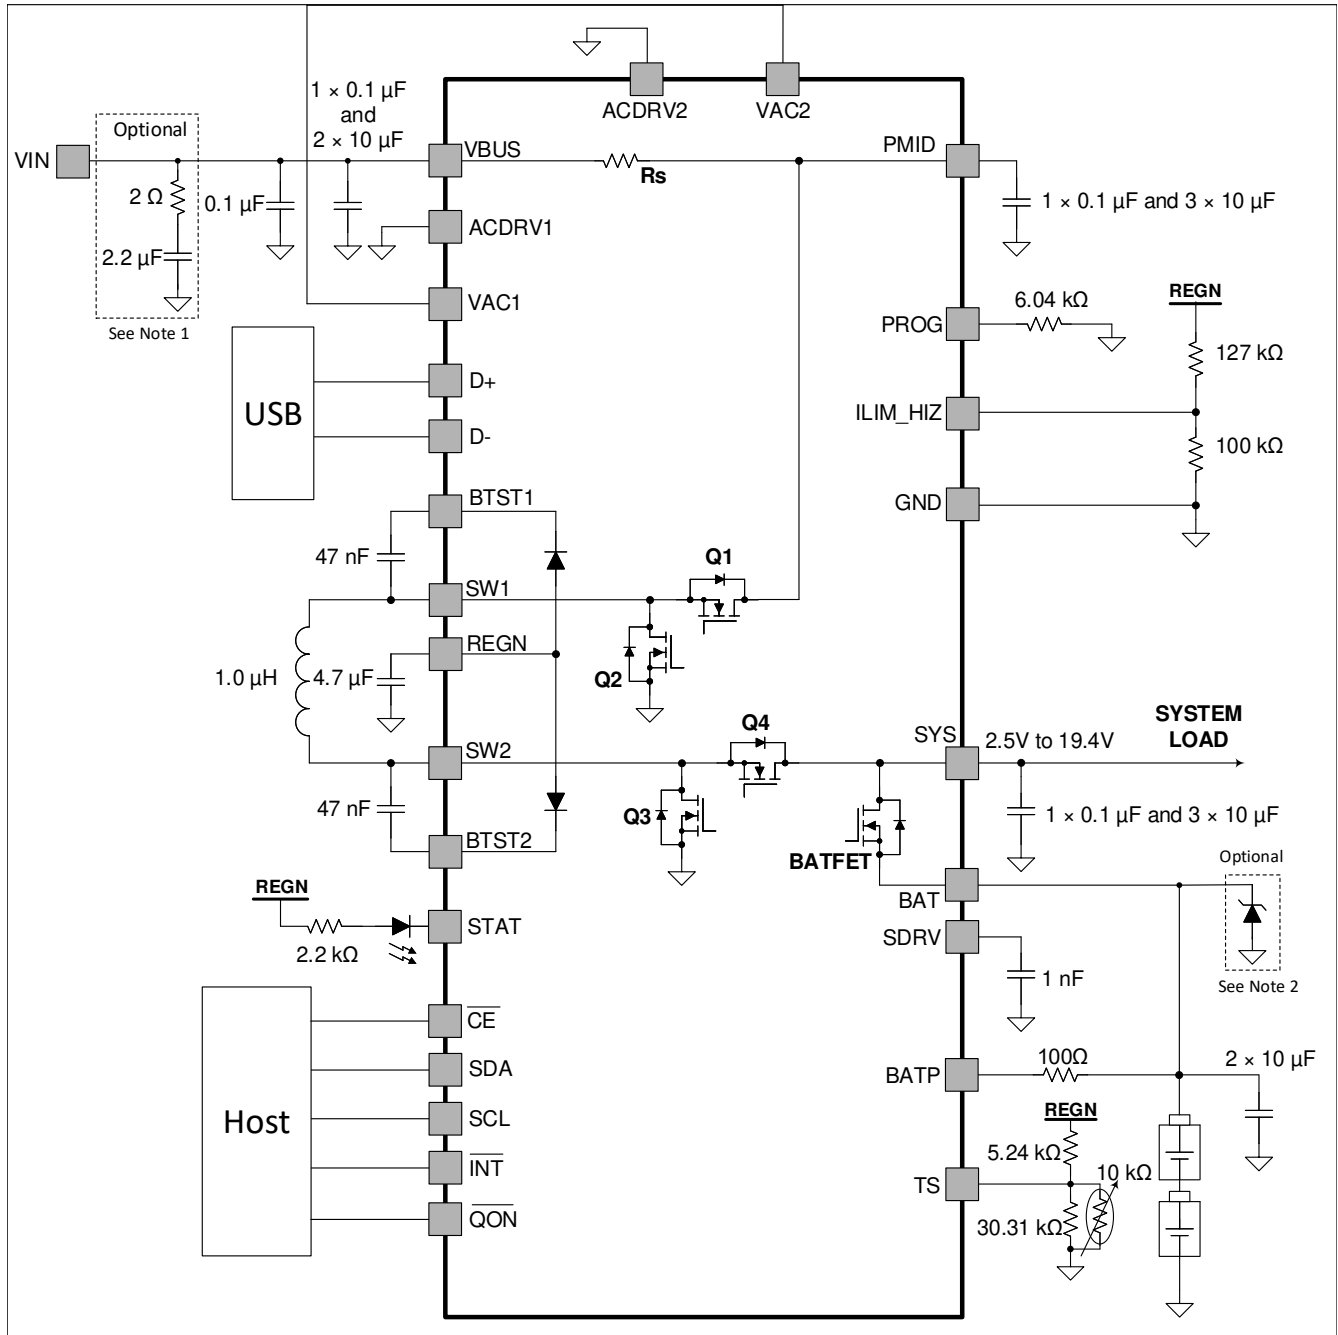 ACDRV2
VAC2
1 × 0.1 µF
and
2 × 10 µF
Optional
VIN
VBUS
Rs
PMID
2 Ω
0.1 µF
1 × 0.1 µF and 3 × 10 µF
ACDRV1
2.2 µF
VAC1
See Note 1
PROG
6.04 kΩ
REGN
127 kΩ
USB
D+
D-
ILIM_HIZ
100 kΩ
GND
BTST1
47 nF
Q1
SW1
REGN
1.0 µH
4.7 µF
Q2
Q4
SW2
SYS
2.5V to 19.4V
SYSTEM
LOAD
47 nF
Q3
1 × 0.1 µF and 3 × 10 µF
BTST2
BATFET
Optional
REGN
BAT
2.2 kΩ
STAT
SDRV
1 nF
See Note 2
Host
CE
SDA
SCL
INT
QON
BATP
100Ω
2 × 10 µF
REGN
5.24 kΩ
10 kΩ
TS
30.31 kΩ